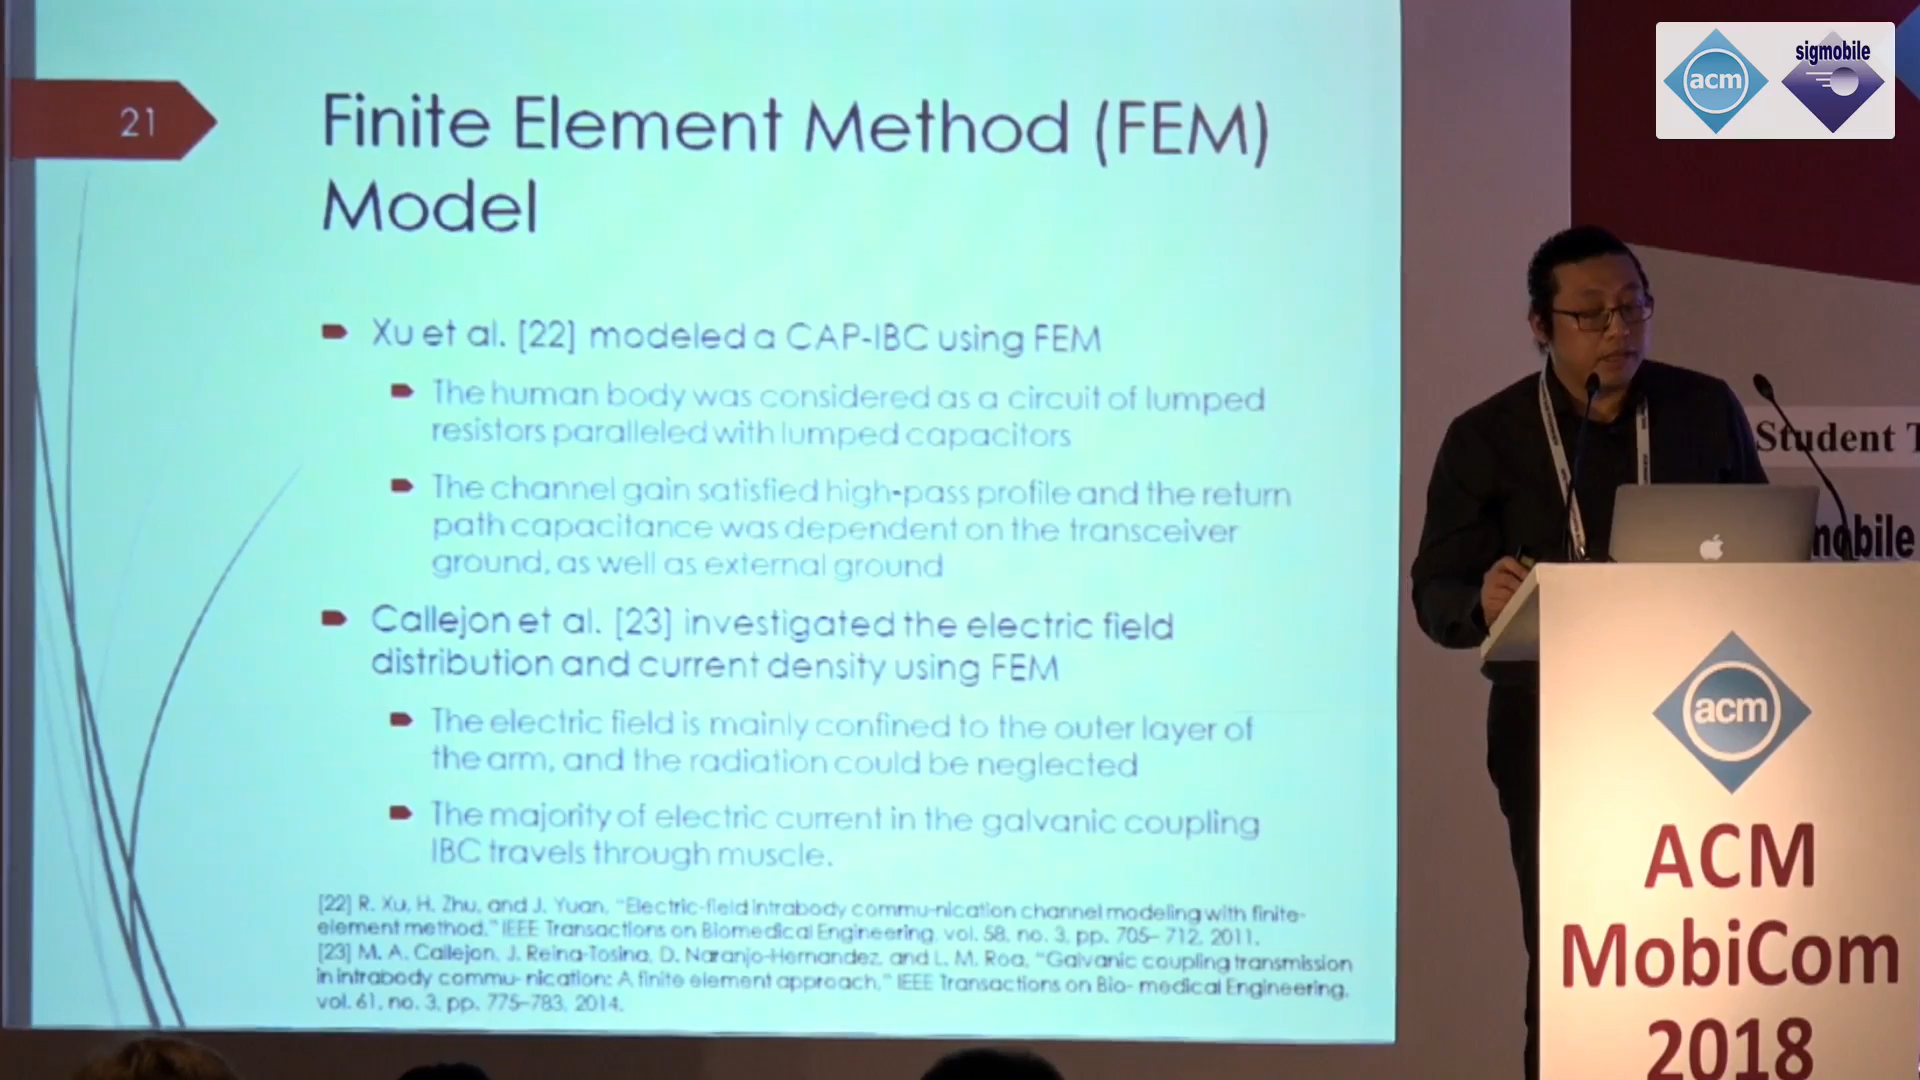 21
Finite Element Method (FEM)
Model
Xu et al. [22] modeled a CAP-IBC using FEM
The human body was considered as a circuit of lumped
resistors paralleled with lumped capacitors
The channel gain satisfied high-pass profile and the return
path capacitance was dependent on the transceiver
ground, as well as external ground
Callejon et al. [23] investigated the electric field
distribution and current density using FEM
The electric field is mainly confined to the outer layer of
the arm, and the radiation could be neglected
The majority of electric current in the galvanic coupling
IBC travels through muscle.
[22] R. Xu, H. Zhu, and J. Yuan, "Electric-field intrabody commu-nication channel modeling with finite-
element method," IEEE Transactions on Biomedical Engineering, vol. 58, no. 3, pp. 705– 712, 2011.
[23] M. A. Callejon, J. Reina-Tosina, D. Naranjo-Hernandez, and L. M. Roa, "Galvanic coupling transmission
in intrabody commu- nication: A finite element approach," IEEE Transactions on Bio- medical Engineering,
vol. 61, no. 3, pp. 775–783, 2014.
acm
sigmobile
Student T
mobile
acm
ACM
MobiCom
2018